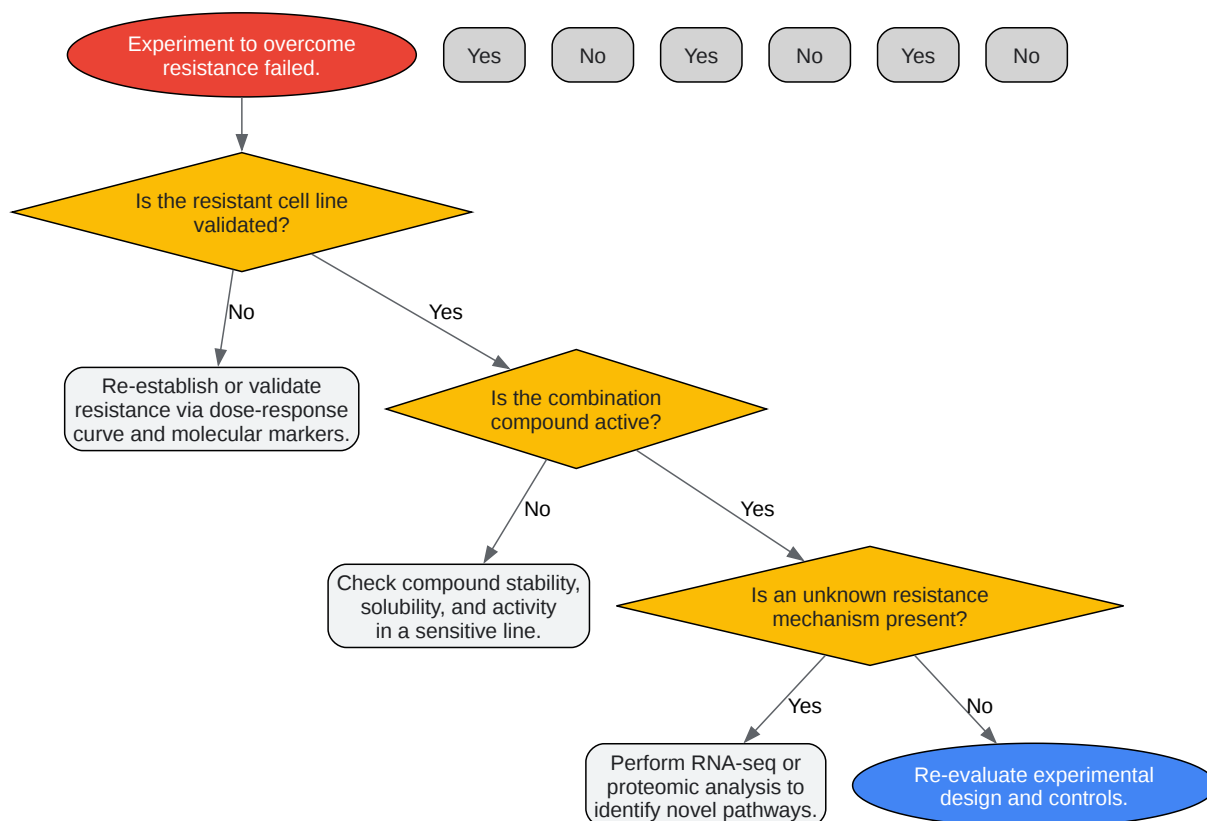 Experiment to overcome
resistance failed.
Yes
No
Yes
No
Yes
No
Is the resistant cell line
validated?
No
Yes
Re-establish or validate
resistance via dose-response
curve and molecular markers.
Is the combination
compound active?
No
Yes
Check compound stability,
solubility, and activity
in a sensitive line.
Is an unknown resistance
mechanism present?
Yes
No
Perform RNA-seq or
proteomic analysis to
identify novel pathways.
Re-evaluate experimental
design and controls.